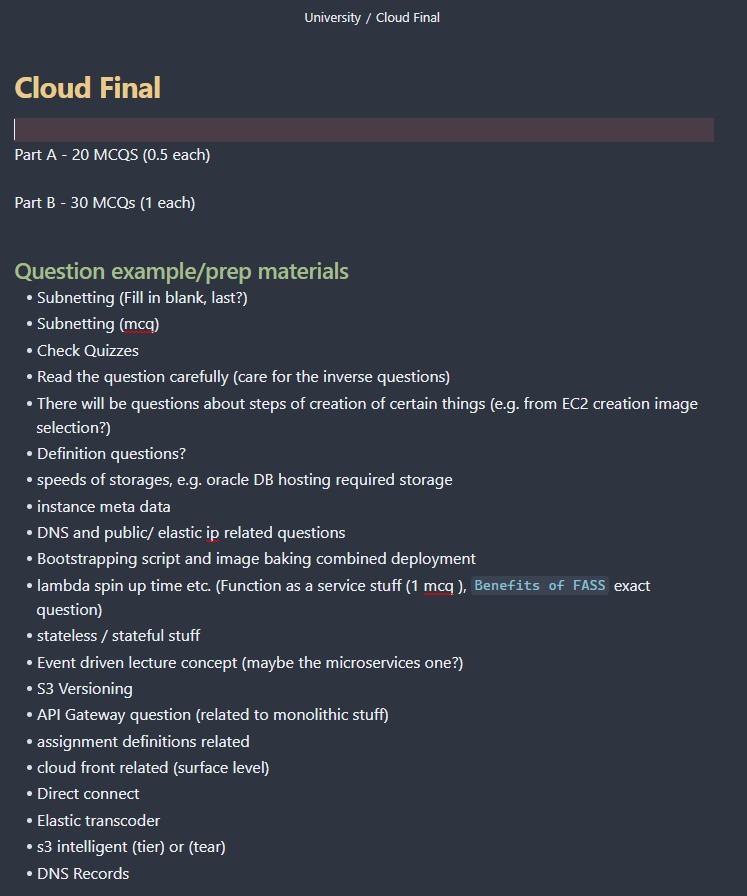 University / Cloud Final
Cloud Final
Part A - 20 MCQS (0.5 each)
Part B - 30 MCQs (1 each)
Question example/prep materials
• Subnetting (Fill in blank, last?)
• Subnetting (mcq)
• Check Quizzes
• Read the question carefully (care for the inverse questions)
• There will be questions about steps of creation of certain things (e.g. from EC2 creation image
selection?)
• Definition questions?
• speeds of storages, e.g. oracle DB hosting required storage
• instance meta data
• DNS and public/ elastic ip related questions
• Bootstrapping script and image baking combined deployment
• lambda spin up time etc. (Function as a service stuff (1 mcq ), Benefits of FASS exact
question)
• stateless / stateful stuff
• Event driven lecture concept (maybe the microservices one?)
• S3 Versioning
• API Gateway question (related to monolithic stuff)
• assignment definitions related
• cloud front related (surface level)
• Direct connect
• Elastic transcoder
• s3 intelligent (tier) or (tear)
• DNS Records